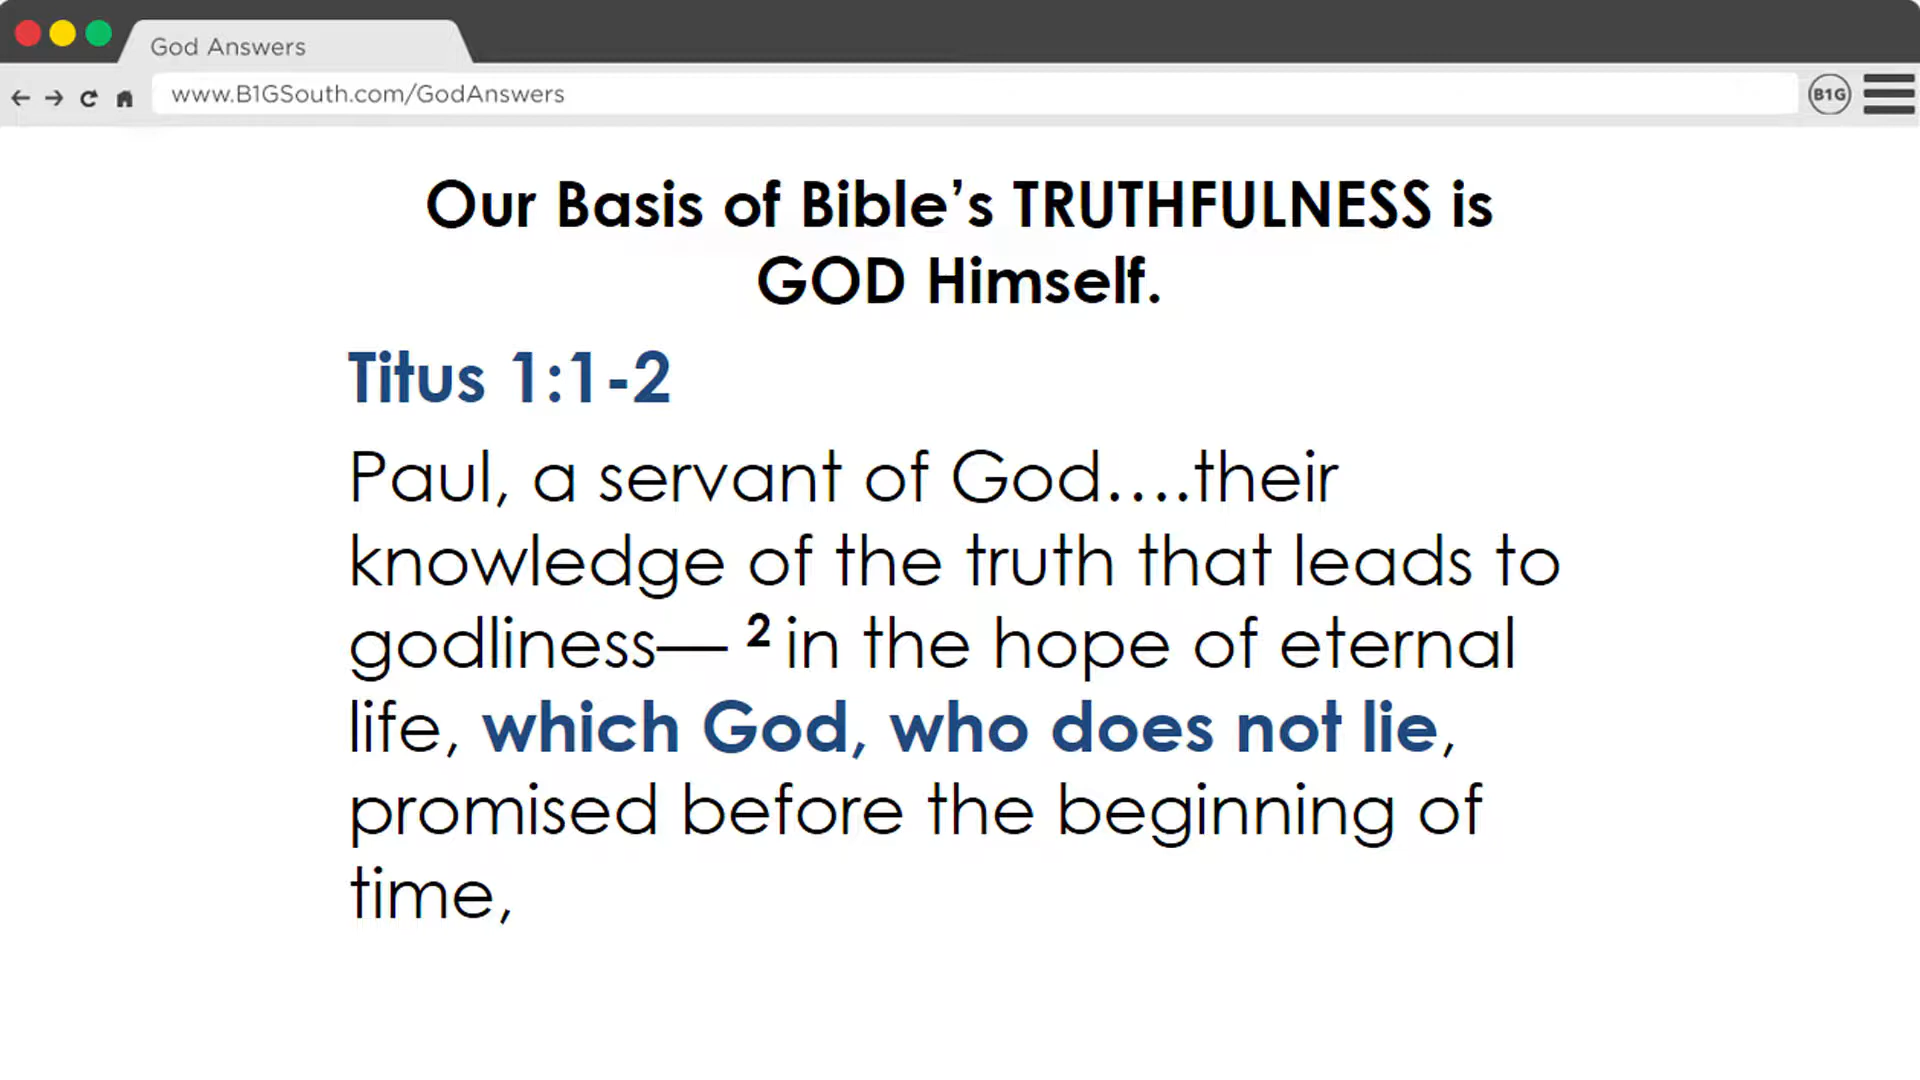 God Answers
www.B1GSouth.com/GodAnswers
B1G
Our Basis of Bible’s TRUTHFULNESS is
GOD Himself.
Titus 1:1-2
Paul, a servant of God....their
knowledge of the truth that leads to
godliness— ² in the hope of eternal
life, which God, who does not lie,
promised before the beginning of
time,